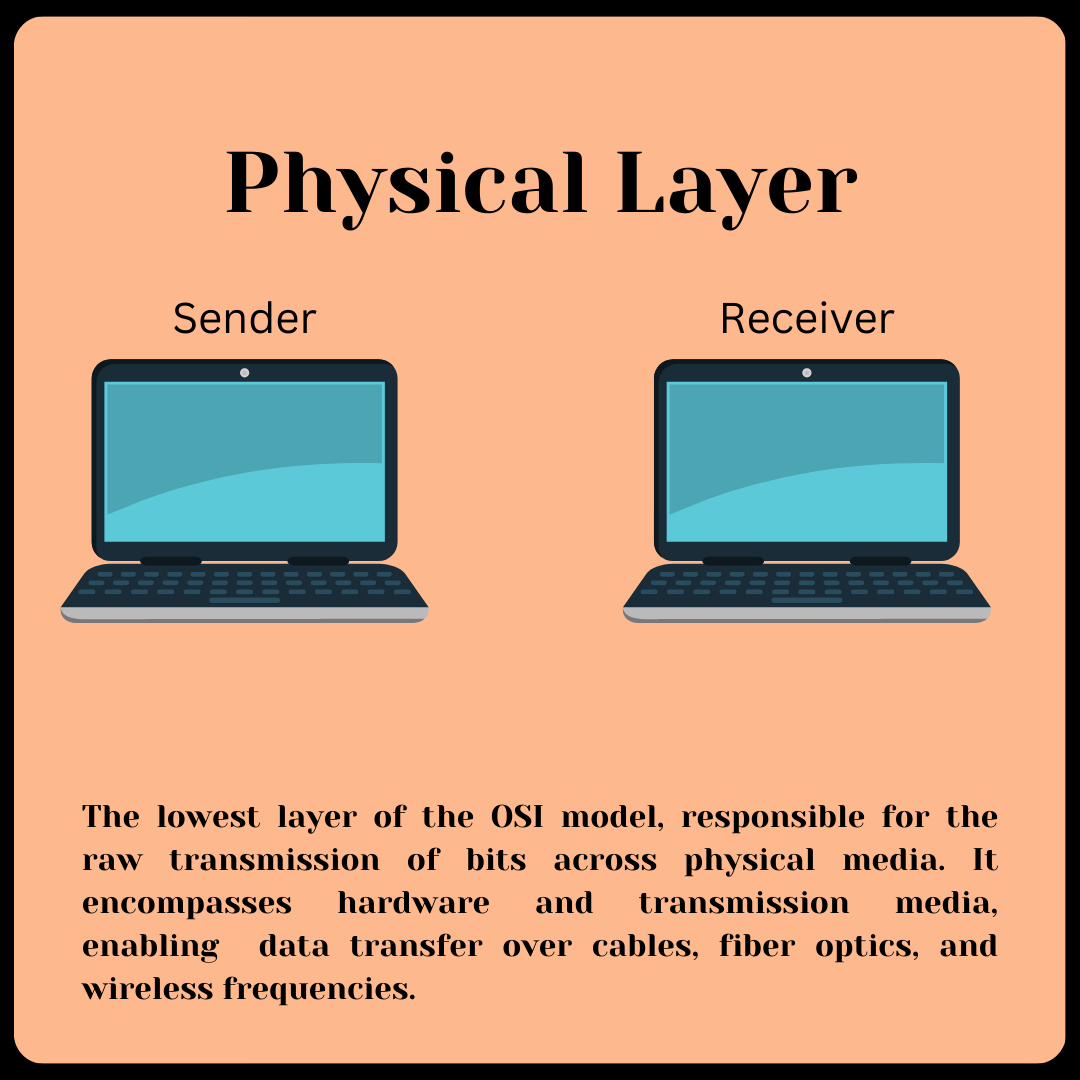 Physical Layer
Sender
Receiver
The lowest layer of the OSI model, responsible for the
raw transmission of bits across physical media. It
encompasses hardware and transmission media,
enabling data transfer over cables, fiber optics, and
wireless frequencies.